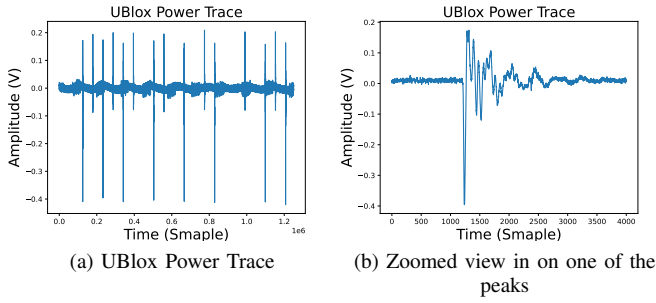 UBlox Power Trace
0.2
0.1
0.0
−0.1
−0.2
−0.3
−0.4
Amplitude (V)
0.0 0.2 0.4 0.6 0.8 1.0 1.2
1e6
Time (Smaple)
(a) UBlox Power Trace
UBlox Power Trace
0.2
0.1
0.0
−0.1
−0.2
−0.3
−0.4
Amplitude (V)
0 500 1000 1500 2000 2500 3000 3500 4000
Time (Smaple)
(b) Zoomed view in on one of the
peaks